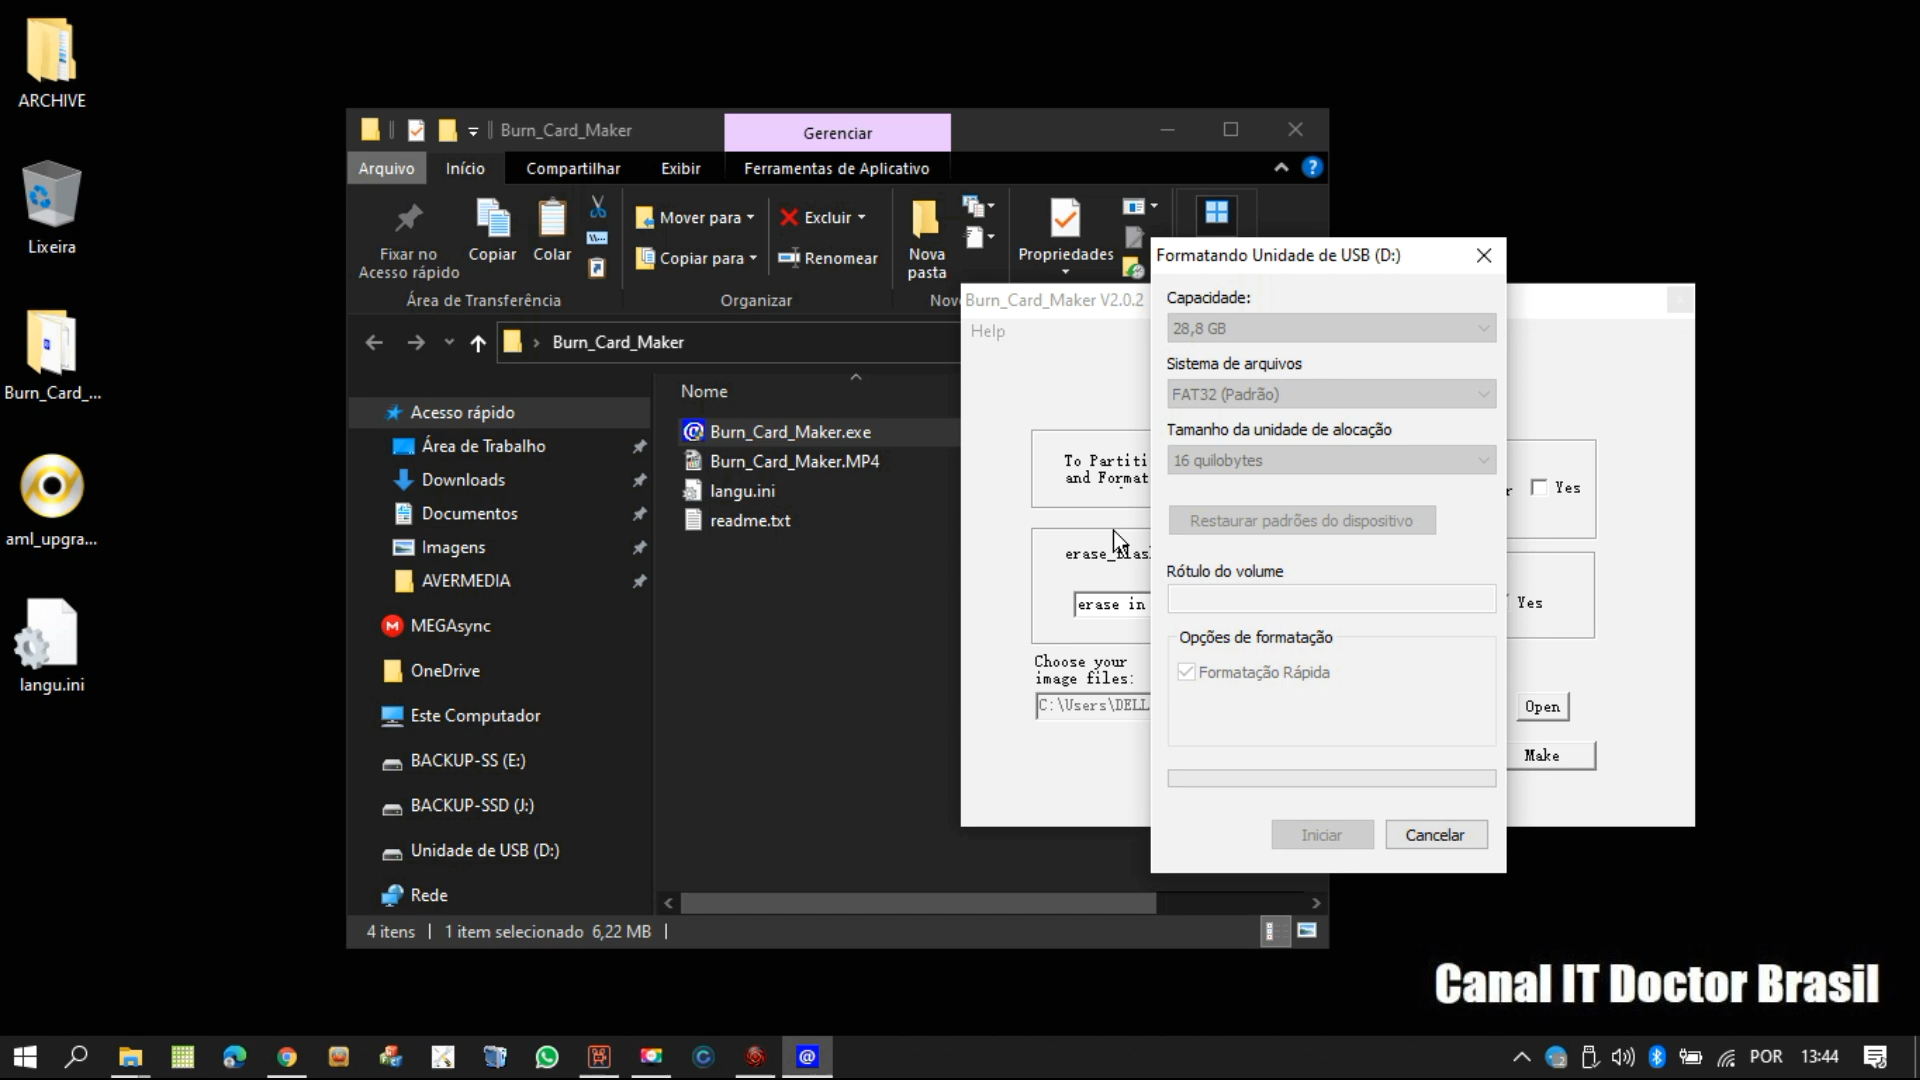 ARCHIVE
Lixeira
Burn_Card_...
aml_upgra...
langu.ini
Burn_Card_Maker
Gerenciar
Arquivo
Início
Compartilhar
Exibir
Ferramentas de Aplicativo
Fixar no
Acesso rápido
Copiar
Colar
Mover para
Copiar para
Excluir
Renomear
Nova
pasta
Propriedades
Área de Transferência
Organizar
Nov
Burn_Card_Maker
Nome
Burn_Card_Maker.exe
Burn_Card_Maker.MP4
langu.ini
readme.txt
Acesso rápido
Área de Trabalho
Downloads
Documentos
Imagens
AVERMEDIA
MEGAsync
OneDrive
Este Computador
BACKUP-SS (E:)
BACKUP-SSD (J:)
Unidade de USB (D:)
Rede
4 itens
1 item selecionado 6,22 MB
Burn_Card_Maker V2.0.2
Help
To Partiti
and Format
Yes
erase in
Yes
Choose your
image files:
C:\Users\DELL
Open
Make
Formatando Unidade de USB (D:)
Capacidade:
28,8 GB
Sistema de arquivos
FAT32 (Padrão)
Tamanho da unidade de alocação
16 quilobytes
Restaurar padrões do dispositivo
Rótulo do volume
Opções de formatação
Formatação Rápida
Iniciar
Cancelar
Canal IT Doctor Brasil
POR
13:44